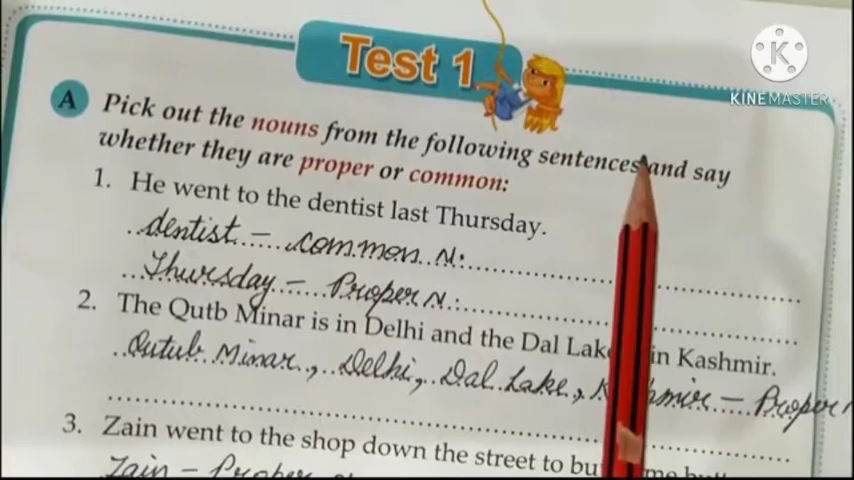 Test 1
KINEMASTER
A Pick out the nouns from the following sentences and say
whether they are proper or common:
1. He went to the dentist last Thursday.
dentist - common N:
Thursday - Proper N:
2. The Qutb Minar is in Delhi and the Dal Lake in Kashmir.
Qutub Minar, Delhi, Dal Lake, - Proper
3. Zain went to the shop down the street to
Zain - Proper